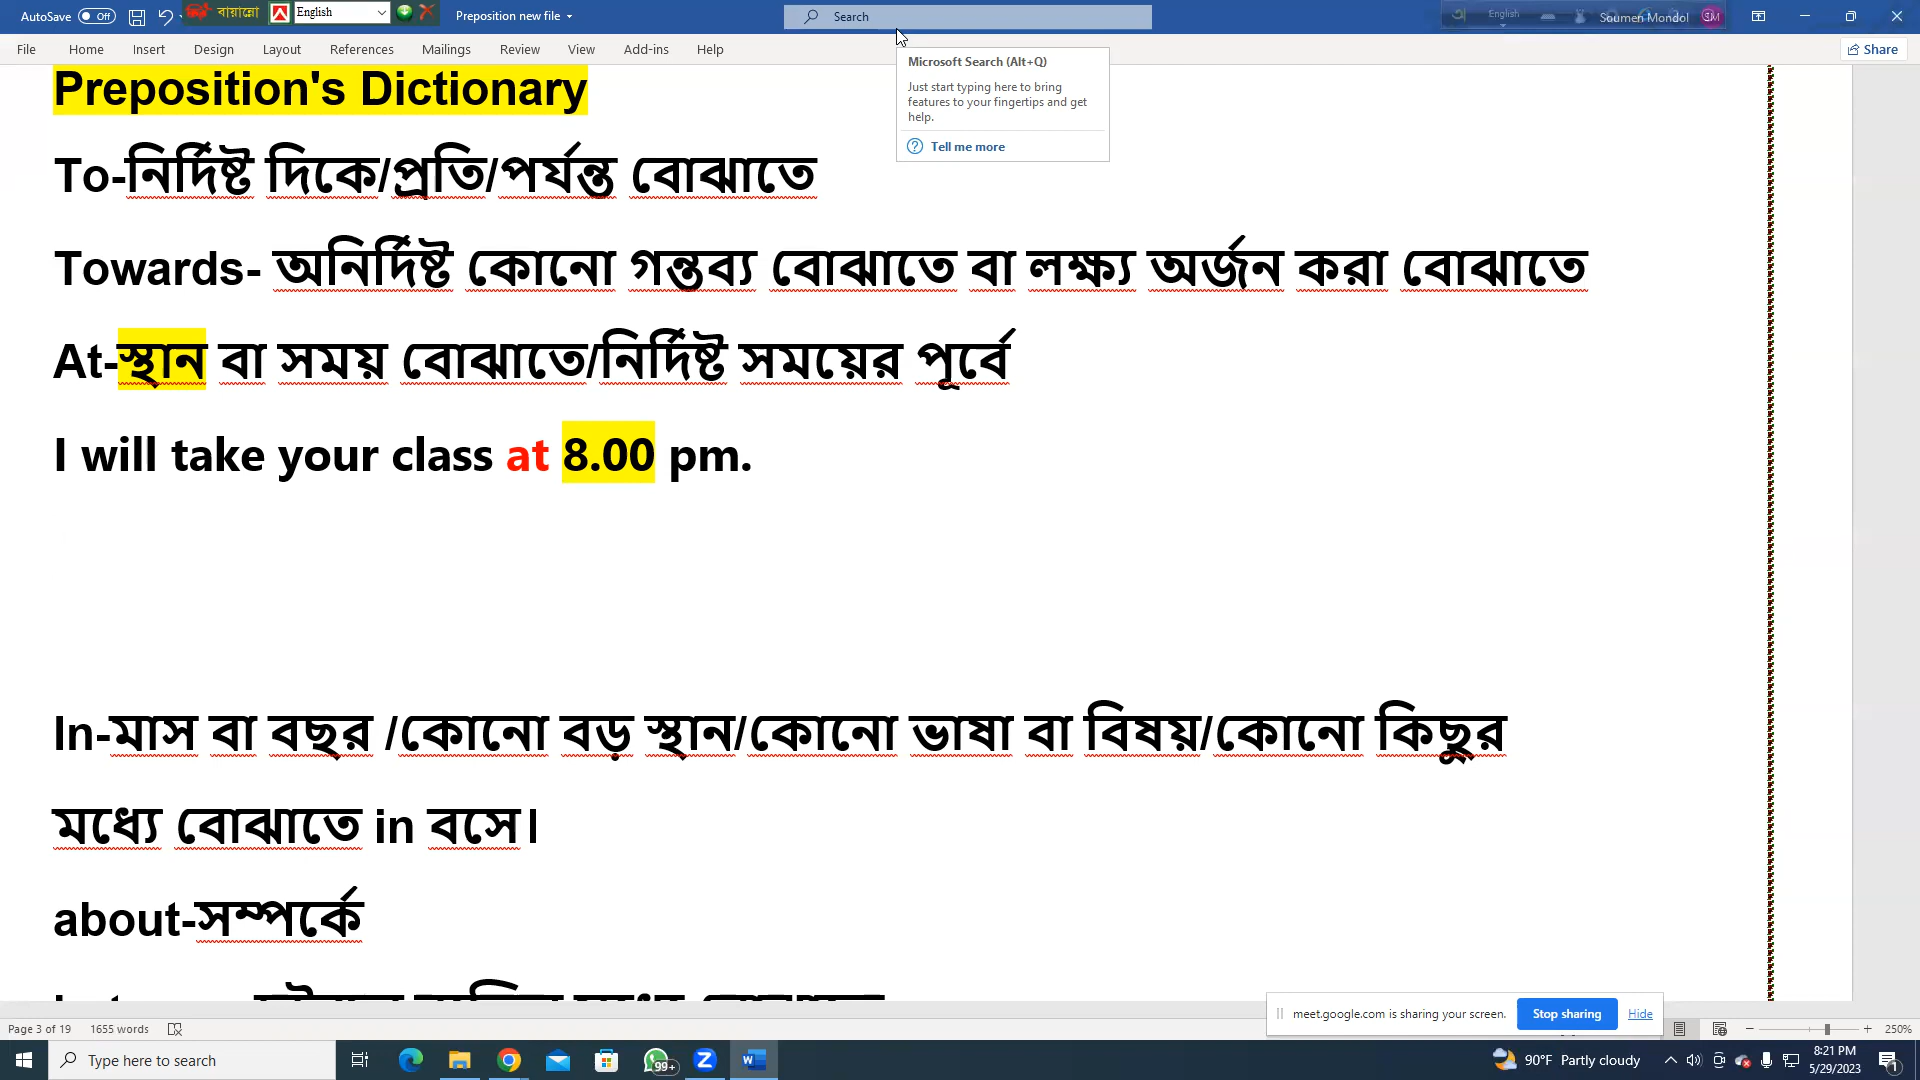 AutoSave Off বায়ান্নো English Preposition new file Search English Soumen Mondol SM
File Home Insert Design Layout References Mailings Review View Add-ins Help Share
Microsoft Search (Alt+Q)
Just start typing here to bring
features to your fingertips and get
help.
Tell me more
Preposition's Dictionary
To-নির্দিষ্ট দিকে/প্রতি/পর্যন্ত বোঝাতে
Towards- অনির্দিষ্ট কোনো গন্তব্য বোঝাতে বা লক্ষ্য অর্জন করা বোঝাতে
At-স্থান বা সময় বোঝাতে/নির্দিষ্ট সময়ের পূর্বে
I will take your class at 8.00 pm.
In-মাস বা বছর /কোনো বড় স্থান/কোনো ভাষা বা বিষয়/কোনো কিছুর
মধ্যে বোঝাতে in বসে।
about-সম্পর্কে
meet.google.com is sharing your screen. Stop sharing Hide
Page 3 of 19 1655 words 250%
Type here to search 99+ 90°F Partly cloudy 8:21 PM
5/29/2023 1